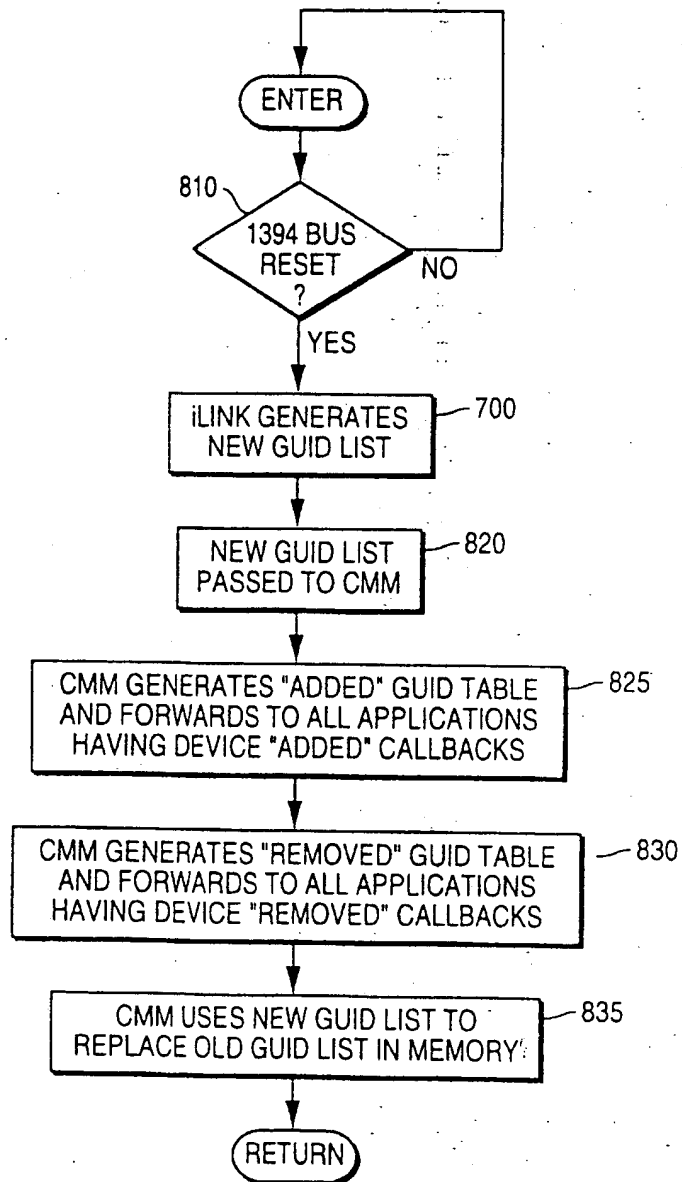 ENTER
810
1394 BUS
RESET
?
NO
YES
iLINK GENERATES
NEW GUID LIST
700
NEW GUID LIST
PASSED TO CMM
820
CMM GENERATES "ADDED" GUID TABLE
AND FORWARDS TO ALL APPLICATIONS
HAVING DEVICE "ADDED" CALLBACKS
825
CMM GENERATES "REMOVED" GUID TABLE
AND FORWARDS TO ALL APPLICATIONS
HAVING DEVICE "REMOVED" CALLBACKS
830
CMM USES NEW GUID LIST TO
REPLACE OLD GUID LIST IN MEMORY
835
RETURN